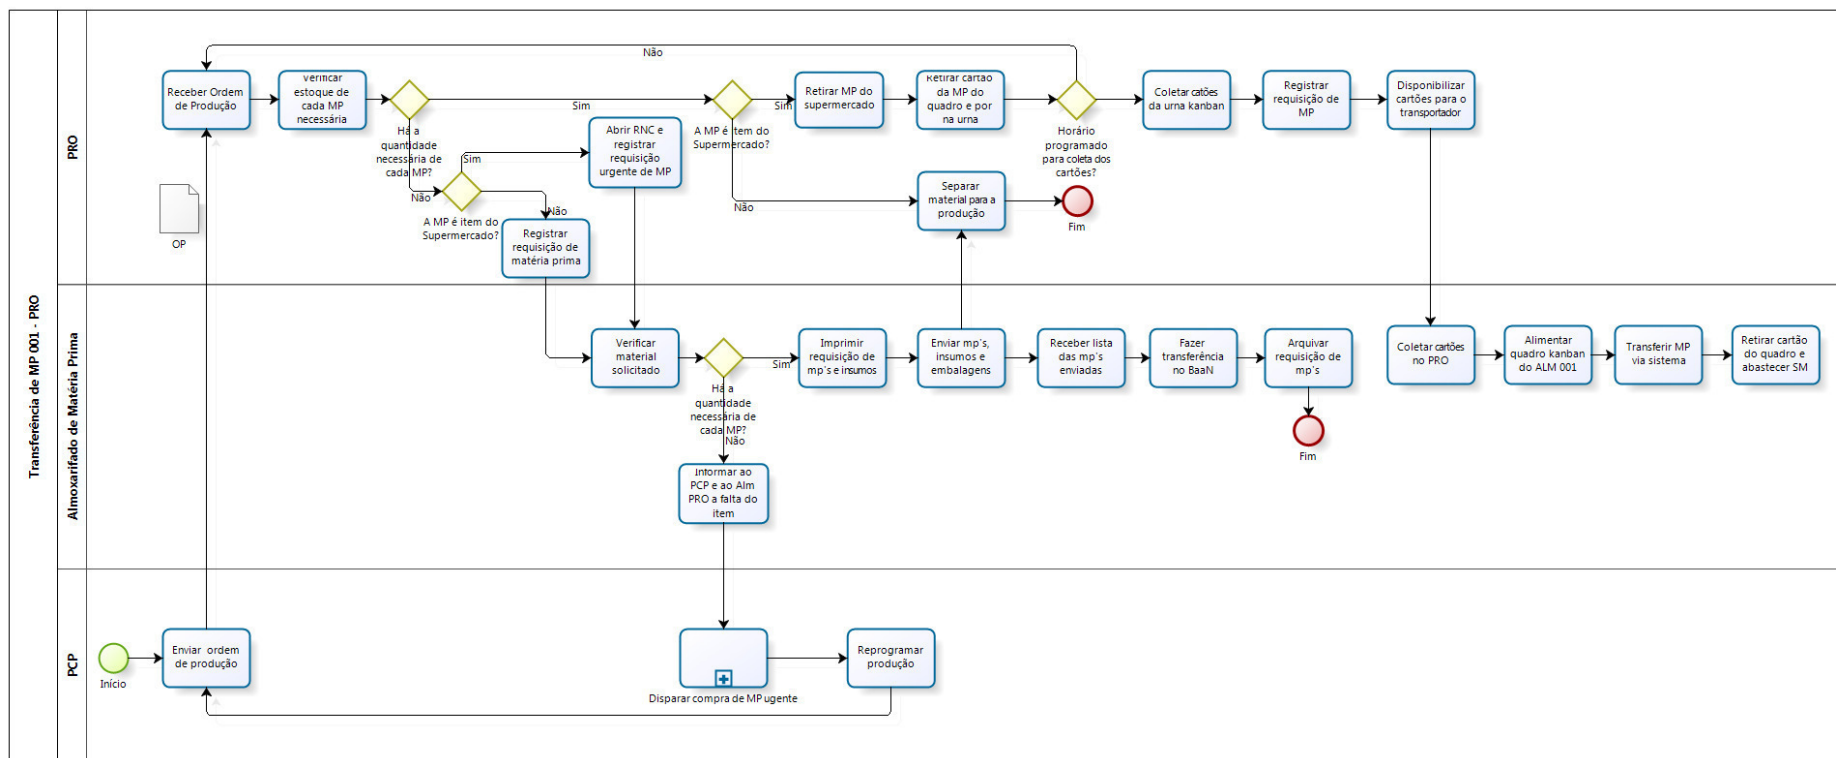 Transferência de MP 001 - PRO
PRO
Não
Receber Ordem
de Produção
Verificar
estoque de
cada MP
necessária
Há a
quantidade
necessária de
cada MP?
Sim
Não
A MP é item do
Supermercado?
Sim
Não
Abrir RNC e
registrar
requisição
urgente de MP
Registrar
requisição de
matéria prima
A MP é item do
Supermercado?
Sim
Não
Retirar MP do
supermercado
Retirar cartão
da MP do
quadro e por
na urna
Horário
programado
para coleta dos
cartões?
Coletar catões
da urna kanban
Registrar
requisição de
MP
Disponibilizar
cartões para o
transportador
Separar
material para a
produção
Fim
OP
Almoxarifado de Matéria Prima
Verificar
material
solicitado
Há a
quantidade
necessária de
cada MP?
Sim
Não
Imprimir
requisição de
mp's e insumos
Enviar mp's,
insumos e
embalagens
Receber lista
das mp's
enviadas
Fazer
transferência
no BaaN
Arquivar
requisição de
mp's
Fim
Coletar cartões
no PRO
Alimentar
quadro kanban
do ALM 001
Transferir MP
via sistema
Retirar cartão
do quadro e
abastecer SM
Informar ao
PCP e ao Alm
PRO a falta do
item
PCP
Início
Enviar ordem
de produção
Disparar compra de MP ugente
Reprogramar
produção